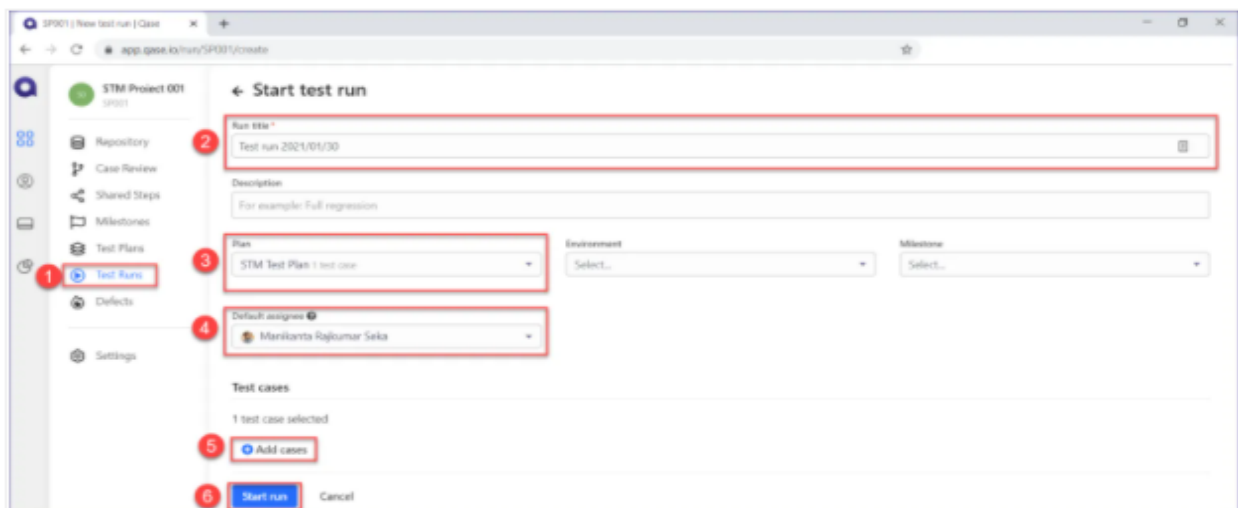 SP001 | New test run | Qase
app.qase.io/run/SP001/create
STM Project 001
SP001
Start test run
Run title *
2
Test run 2021/01/30
Repository
Case Review
Shared Steps
Milestones
Test Plans
1
Test Runs
Defects
Settings
Description
For example: Full regression
3
Plan
STM Test Plan 1 test case
Environment
Select...
Milestone
Select...
4
Default assignee
Manikanta Rajkumar Seka
Test cases
1 test case selected
5
Add cases
6
Start run
Cancel